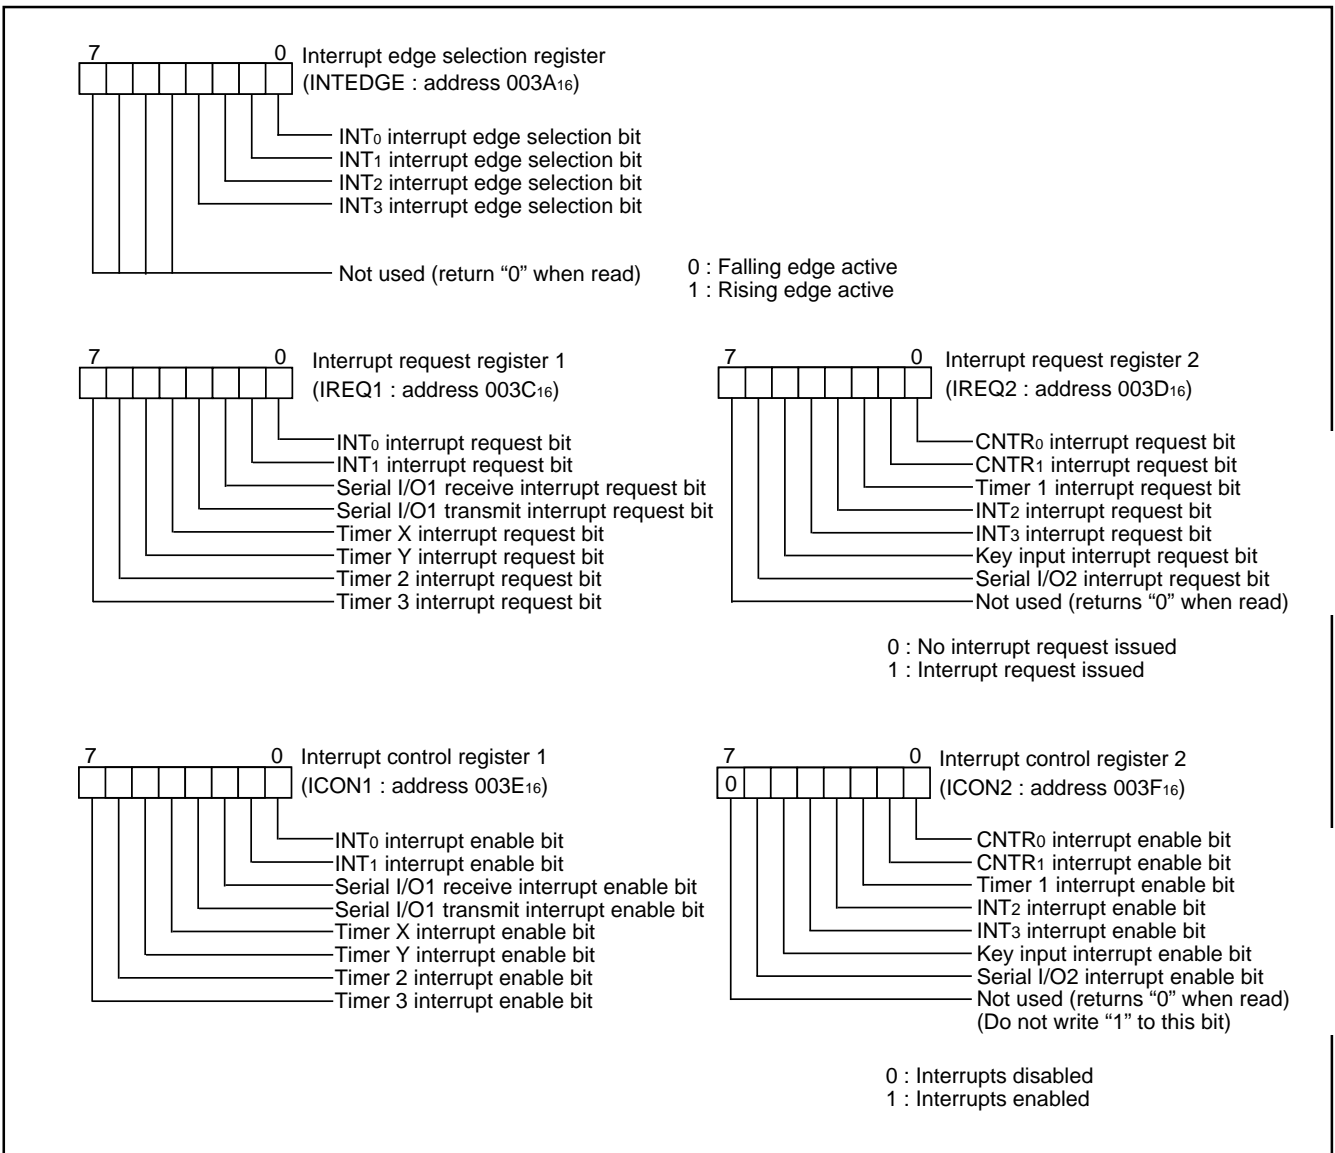 7 0 Interrupt edge selection register
(INTEDGE : address 003A16)
INT0 interrupt edge selection bit
INT1 interrupt edge selection bit
INT2 interrupt edge selection bit
INT3 interrupt edge selection bit
Not used (return “0” when read)
0 : Falling edge active
1 : Rising edge active
7 0 Interrupt request register 1
(IREQ1 : address 003C16)
INT0 interrupt request bit
INT1 interrupt request bit
Serial I/O1 receive interrupt request bit
Serial I/O1 transmit interrupt request bit
Timer X interrupt request bit
Timer Y interrupt request bit
Timer 2 interrupt request bit
Timer 3 interrupt request bit
7 0 Interrupt request register 2
(IREQ2 : address 003D16)
CNTR0 interrupt request bit
CNTR1 interrupt request bit
Timer 1 interrupt request bit
INT2 interrupt request bit
INT3 interrupt request bit
Key input interrupt request bit
Serial I/O2 interrupt request bit
Not used (returns “0” when read)
0 : No interrupt request issued
1 : Interrupt request issued
7 0 Interrupt control register 1
(ICON1 : address 003E16)
INT0 interrupt enable bit
INT1 interrupt enable bit
Serial I/O1 receive interrupt enable bit
Serial I/O1 transmit interrupt enable bit
Timer X interrupt enable bit
Timer Y interrupt enable bit
Timer 2 interrupt enable bit
Timer 3 interrupt enable bit
7 0 Interrupt control register 2
0 (ICON2 : address 003F16)
CNTR0 interrupt enable bit
CNTR1 interrupt enable bit
Timer 1 interrupt enable bit
INT2 interrupt enable bit
INT3 interrupt enable bit
Key input interrupt enable bit
Serial I/O2 interrupt enable bit
Not used (returns “0” when read)
(Do not write “1” to this bit)
0 : Interrupts disabled
1 : Interrupts enabled